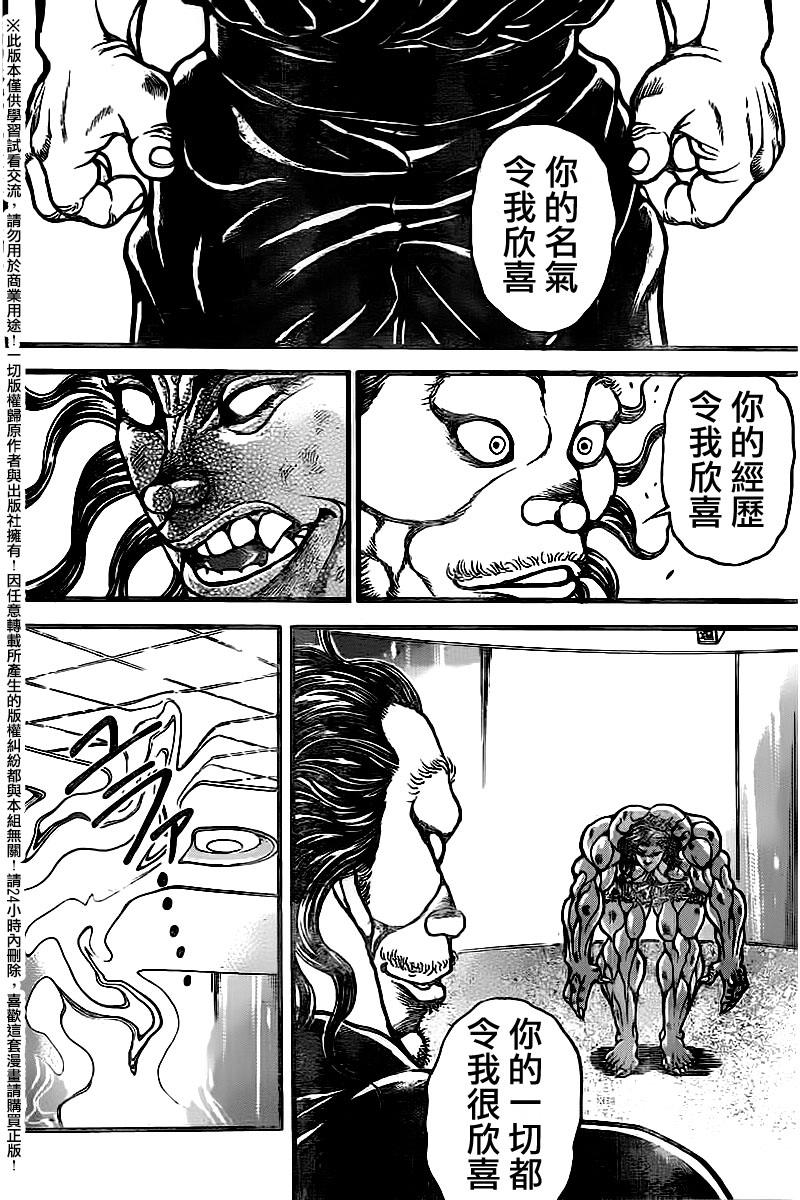 ※此版本僅供學習試看交流，請勿用於商業用途！一切版權歸原作者與出版社擁有！因任意轉載所產生的版權糾紛都與本組無關！請24小時內刪除，喜歡這套漫畫請購買正版！
你的名氣
令我欣喜
你的經歷
令我欣喜
グラァ……
你的一切都
令我很欣喜